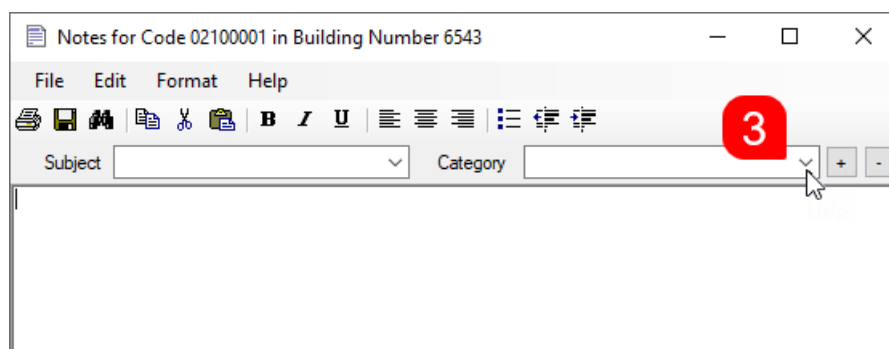 Notes for Code 02100001 in Building Number 6543
File Edit Format Help
B I U
3
Subject Category + -